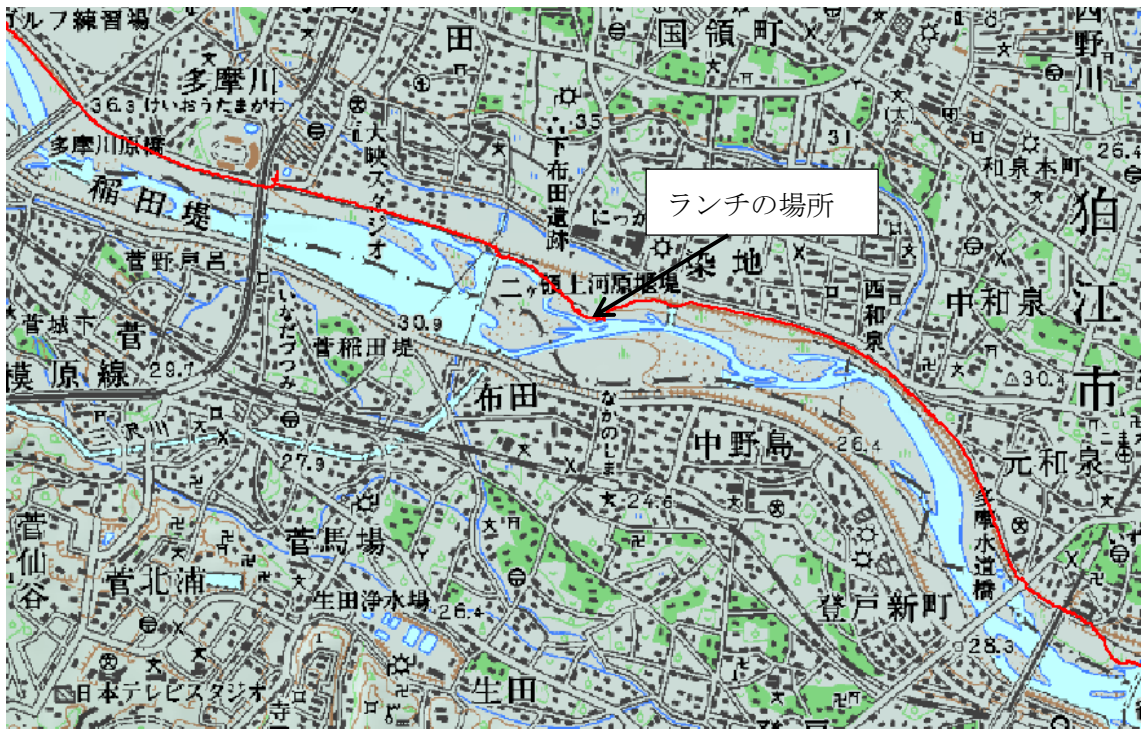 ゴルフ練習場
田
国領町
西野川
多摩川
36.3
けいおうたまがわ
35
31
26.4
多摩川原橋
大映スタジオ
下布田遺跡
和泉本町
狛江市
稲田堤
ランチの場所
菅野戸呂
染地
二ヶ領上河原堰堤
西和泉
中和泉
菅城下
菅
いなだづつみ
30.9
菅稲田堤
模原線
29.7
布田
30.4
なかのしま
中野島
26.4
元和泉
27.9
24.6
多摩水道橋
菅仙谷
菅馬場
菅北浦
生田浄水場
26.4
登戸新町
28.3
日本テレビスタジオ
生田
寺